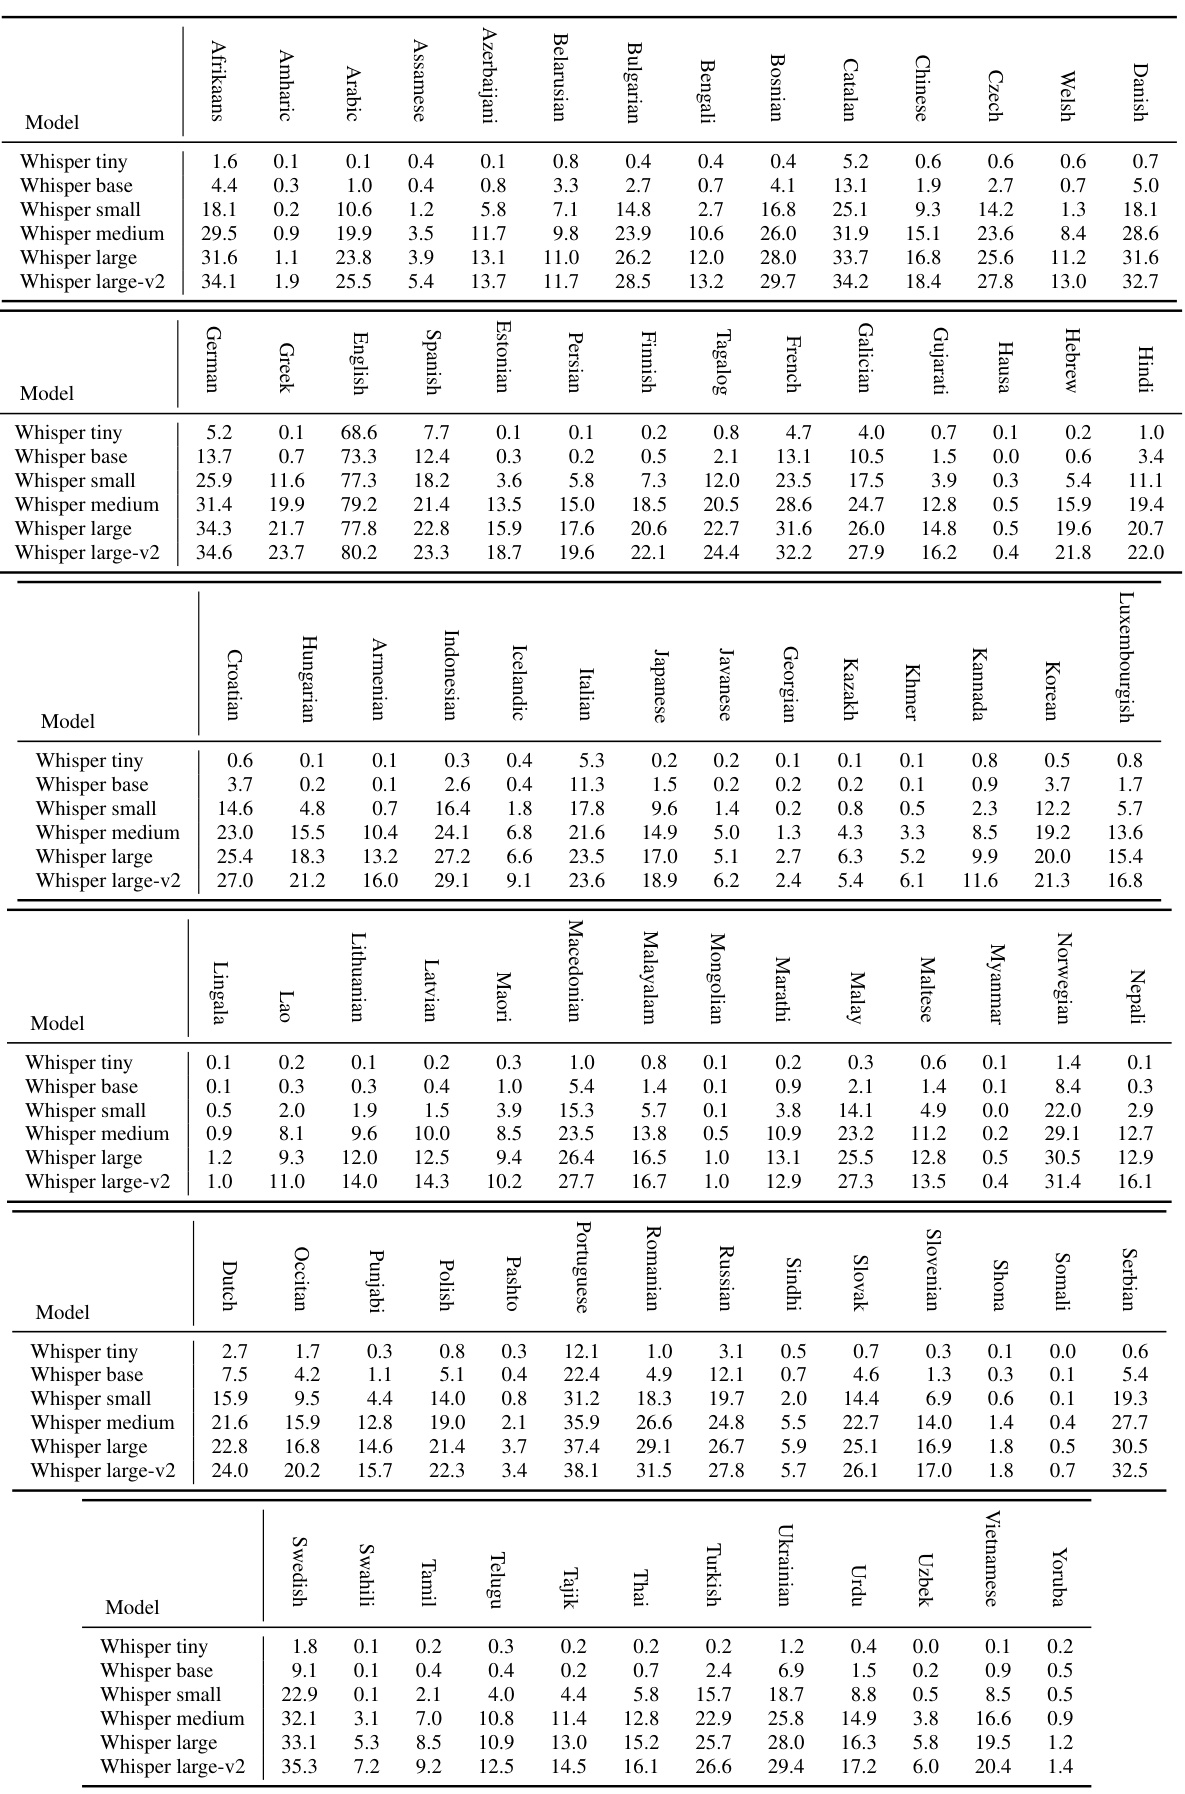 Model Afrikaans Amharic Arabic Assamese Azerbaijani Belarusian Bulgarian Bengali Bosnian Catalan Chinese Czech Welsh Danish
Whisper tiny 1.6 0.1 0.1 0.4 0.1 0.8 0.4 0.4 0.4 5.2 0.6 0.6 0.6 0.7
Whisper base 4.4 0.3 1.0 0.4 0.8 3.3 2.7 0.7 4.1 13.1 1.9 2.7 0.7 5.0
Whisper small 18.1 0.2 10.6 1.2 5.8 7.1 14.8 2.7 16.8 25.1 9.3 14.2 1.3 18.1
Whisper medium 29.5 0.9 19.9 3.5 11.7 9.8 23.9 10.6 26.0 31.9 15.1 23.6 8.4 28.6
Whisper large 31.6 1.1 23.8 3.9 13.1 11.0 26.2 12.0 28.0 33.7 16.8 25.6 11.2 31.6
Whisper large-v2 34.1 1.9 25.5 5.4 13.7 11.7 28.5 13.2 29.7 34.2 18.4 27.8 13.0 32.7
Model German Greek English Spanish Estonian Persian Finnish Tagalog French Galician Gujarati Hausa Hebrew Hindi
Whisper tiny 5.2 0.1 68.6 7.7 0.1 0.1 0.2 0.8 4.7 4.0 0.7 0.1 0.2 1.0
Whisper base 13.7 0.7 73.3 12.4 0.3 0.2 0.5 2.1 13.1 10.5 1.5 0.0 0.6 3.4
Whisper small 25.9 11.6 77.3 18.2 3.6 5.8 7.3 12.0 23.5 17.5 3.9 0.3 5.4 11.1
Whisper medium 31.4 19.9 79.2 21.4 13.5 15.0 18.5 20.5 28.6 24.7 12.8 0.5 15.9 19.4
Whisper large 34.3 21.7 77.8 22.8 15.9 17.6 20.6 22.7 31.6 26.0 14.8 0.5 19.6 20.7
Whisper large-v2 34.6 23.7 80.2 23.3 18.7 19.6 22.1 24.4 32.2 27.9 16.2 0.4 21.8 22.0
Model Croatian Hungarian Armenian Indonesian Icelandic Italian Japanese Javanese Georgian Kazakh Khmer Kannada Korean Luxembourgish
Whisper tiny 0.6 0.1 0.1 0.3 0.4 5.3 0.2 0.2 0.1 0.1 0.1 0.8 0.5 0.8
Whisper base 3.7 0.2 0.1 2.6 0.4 11.3 1.5 0.2 0.2 0.2 0.1 0.9 3.7 1.7
Whisper small 14.6 4.8 0.7 16.4 1.8 17.8 9.6 1.4 0.2 0.8 0.5 2.3 12.2 5.7
Whisper medium 23.0 15.5 10.4 24.1 6.8 21.6 14.9 5.0 1.3 4.3 3.3 8.5 19.2 13.6
Whisper large 25.4 18.3 13.2 27.2 6.6 23.5 17.0 5.1 2.7 6.3 5.2 9.9 20.0 15.4
Whisper large-v2 27.0 21.2 16.0 29.1 9.1 23.6 18.9 6.2 2.4 5.4 6.1 11.6 21.3 16.8
Model Lingala Lao Lithuanian Latvian Maori Macedonian Malayalam Mongolian Marathi Malay Maltese Myanmar Norwegian Nepali
Whisper tiny 0.1 0.2 0.1 0.2 0.3 1.0 0.8 0.1 0.2 0.3 0.6 0.1 1.4 0.1
Whisper base 0.1 0.3 0.3 0.4 1.0 5.4 1.4 0.1 0.9 2.1 1.4 0.1 8.4 0.3
Whisper small 0.5 2.0 1.9 1.5 3.9 15.3 5.7 0.1 3.8 14.1 4.9 0.0 22.0 2.9
Whisper medium 0.9 8.1 9.6 10.0 8.5 23.5 13.8 0.5 10.9 23.2 11.2 0.2 29.1 12.7
Whisper large 1.2 9.3 12.0 12.5 9.4 26.4 16.5 1.0 13.1 25.5 12.8 0.5 30.5 12.9
Whisper large-v2 1.0 11.0 14.0 14.3 10.2 27.7 16.7 1.0 12.9 27.3 13.5 0.4 31.4 16.1
Model Dutch Occitan Punjabi Polish Pashto Portuguese Romanian Russian Sindhi Slovak Slovenian Shona Somali Serbian
Whisper tiny 2.7 1.7 0.3 0.8 0.3 12.1 1.0 3.1 0.5 0.7 0.3 0.1 0.0 0.6
Whisper base 7.5 4.2 1.1 5.1 0.4 22.4 4.9 12.1 0.7 4.6 1.3 0.3 0.1 5.4
Whisper small 15.9 9.5 4.4 14.0 0.8 31.2 18.3 19.7 2.0 14.4 6.9 0.6 0.1 19.3
Whisper medium 21.6 15.9 12.8 19.0 2.1 35.9 26.6 24.8 5.5 22.7 14.0 1.4 0.4 27.7
Whisper large 22.8 16.8 14.6 21.4 3.7 37.4 29.1 26.7 5.9 25.1 16.9 1.8 0.5 30.5
Whisper large-v2 24.0 20.2 15.7 22.3 3.4 38.1 31.5 27.8 5.7 26.1 17.0 1.8 0.7 32.5
Model Swedish Swahili Tamil Telugu Tajik Thai Turkish Ukrainian Urdu Uzbek Vietnamese Yoruba
Whisper tiny 1.8 0.1 0.2 0.3 0.2 0.2 0.2 1.2 0.4 0.0 0.1 0.2
Whisper base 9.1 0.1 0.4 0.4 0.2 0.7 2.4 6.9 1.5 0.2 0.9 0.5
Whisper small 22.9 0.1 2.1 4.0 4.4 5.8 15.7 18.7 8.8 0.5 8.5 0.5
Whisper medium 32.1 3.1 7.0 10.8 11.4 12.8 22.9 25.8 14.9 3.8 16.6 0.9
Whisper large 33.1 5.3 8.5 10.9 13.0 15.2 25.7 28.0 16.3 5.8 19.5 1.2
Whisper large-v2 35.3 7.2 9.2 12.5 14.5 16.1 26.6 29.4 17.2 6.0 20.4 1.4